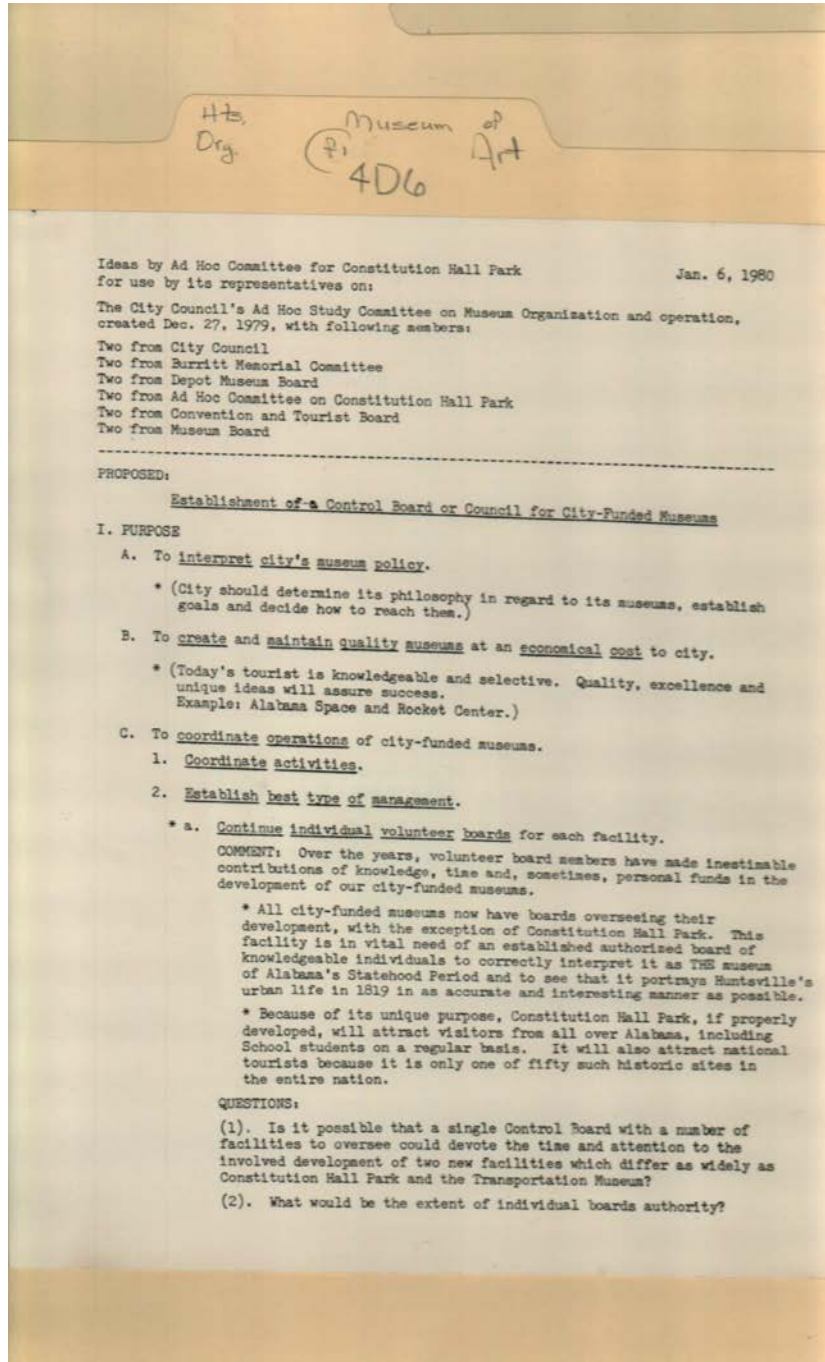 Hts. Museum of
Org. Art
4D6
Ideas by Ad Hoc Committee for Constitution Hall Park Jan. 6, 1980
for use by its representatives on:
The City Council's Ad Hoc Study Committee on Museum Organization and operation,
created Dec. 27, 1979, with following members:
Two from City Council
Two from Burritt Memorial Committee
Two from Depot Museum Board
Two from Ad Hoc Committee on Constitution Hall Park
Two from Convention and Tourist Board
Two from Museum Board
PROPOSED:
Establishment of a Control Board or Council for City-Funded Museums
I. PURPOSE
A. To interpret city's museum policy.
* (City should determine its philosophy in regard to its museums, establish
goals and decide how to reach them.)
B. To create and maintain quality museums at an economical cost to city.
* (Today's tourist is knowledgeable and selective. Quality, excellence and
unique ideas will assure success.
Example: Alabama Space and Rocket Center.)
C. To coordinate operations of city-funded museums.
1. Coordinate activities.
2. Establish best type of management.
* a. Continue individual volunteer boards for each facility.
COMMENT: Over the years, volunteer board members have made inestimable
contributions of knowledge, time and, sometimes, personal funds in the
development of our city-funded museums.
* All city-funded museums now have boards overseeing their
development, with the exception of Constitution Hall Park. This
facility is in vital need of an established authorized board of
knowledgeable individuals to correctly interpret it as THE museum
of Alabama's Statehood Period and to see that it portrays Huntsville's
urban life in 1819 in as accurate and interesting manner as possible.
* Because of its unique purpose, Constitution Hall Park, if properly
developed, will attract visitors from all over Alabama, including
School students on a regular basis. It will also attract national
tourists because it is only one of fifty such historic sites in
the entire nation.
QUESTIONS:
(1). Is it possible that a single Control Board with a number of
facilities to oversee could devote the time and attention to the
involved development of two new facilities which differ as widely as
Constitution Hall Park and the Transportation Museum?
(2). What would be the extent of individual boards authority?